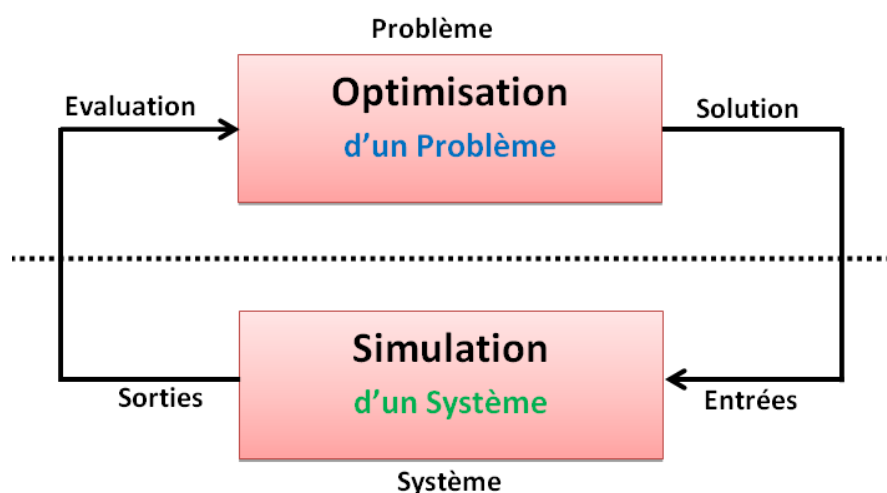 Problème
Optimisation
d'un Problème
Evaluation
Solution
Simulation
d'un Système
Sorties
Entrées
Système